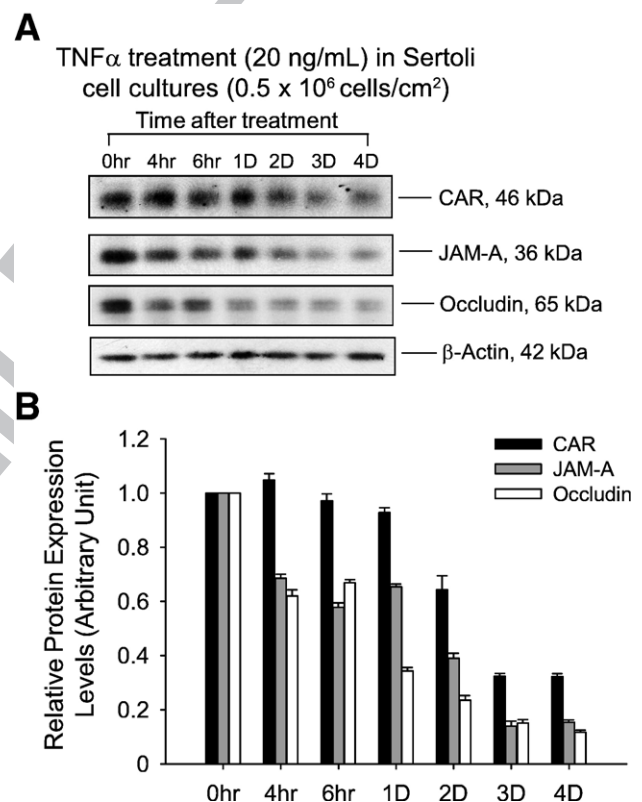 A
TNFα treatment (20 ng/mL) in Sertoli
cell cultures (0.5 x 10⁶ cells/cm²)
Time after treatment
0hr 4hr 6hr 1D 2D 3D 4D
CAR, 46 kDa
JAM-A, 36 kDa
Occludin, 65 kDa
β-Actin, 42 kDa
B
Relative Protein Expression
Levels (Arbitrary Unit)
1.2
1.0
0.8
0.6
0.4
0.2
0
CAR
JAM-A
Occludin
0hr 4hr 6hr 1D 2D 3D 4D